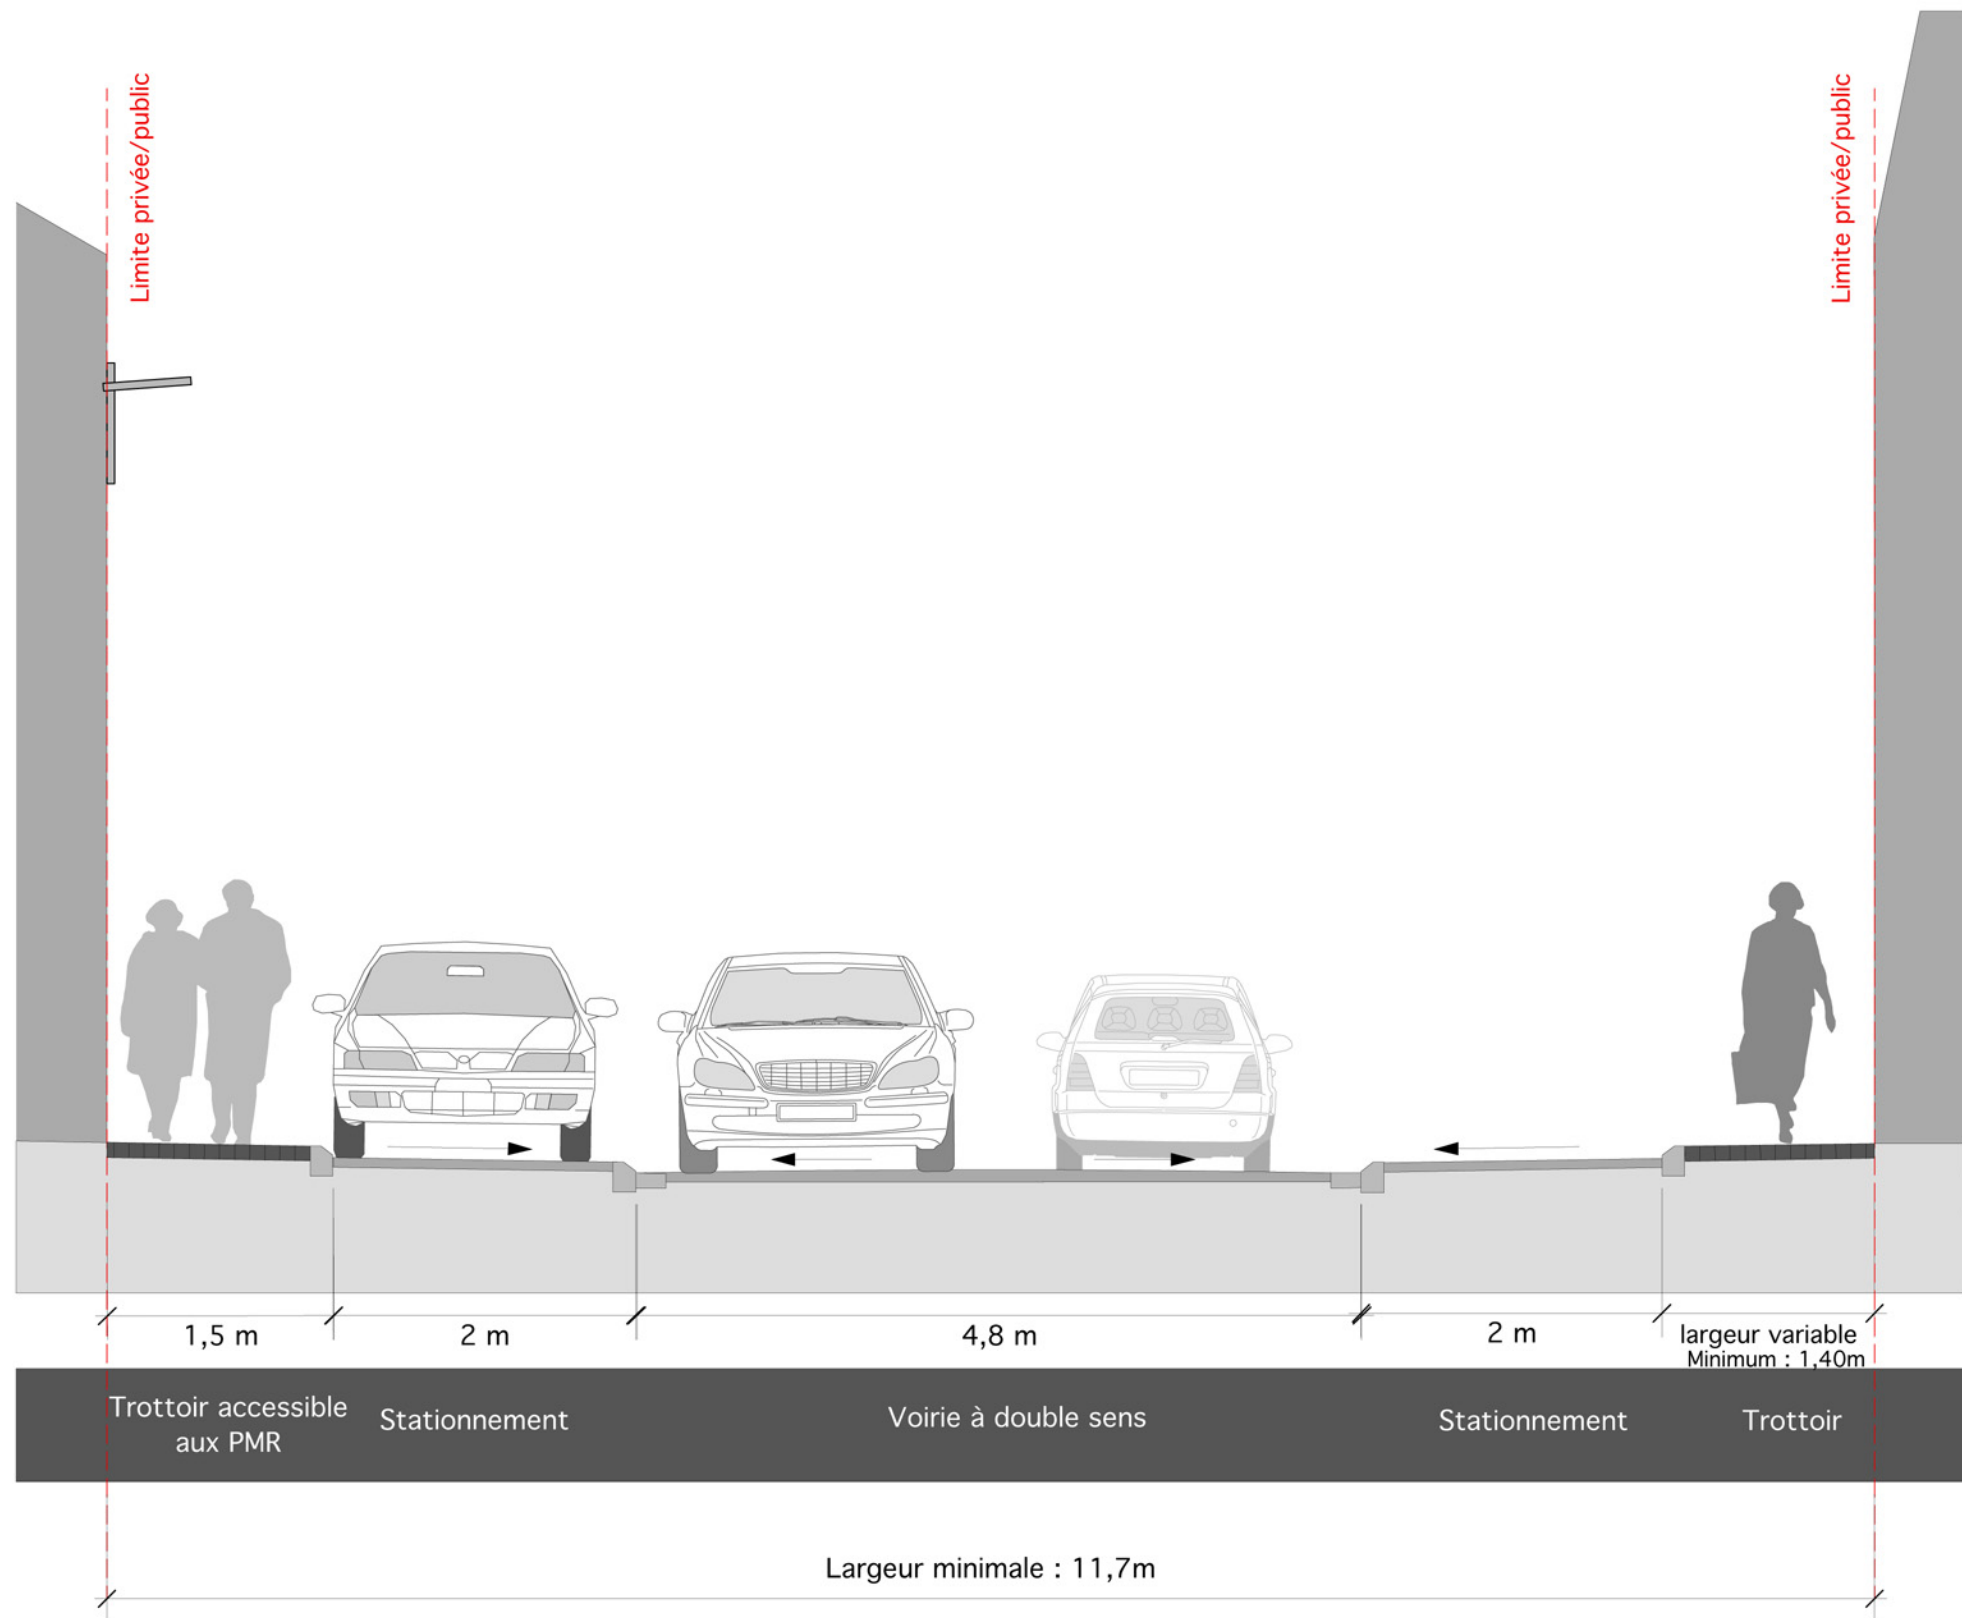 Limite privée/public
Limite privée/public
1,5 m
2 m
4,8 m
2 m
largeur variable
Minimum : 1,40m
Trottoir accessible
aux PMR
Stationnement
Voirie à double sens
Stationnement
Trottoir
Largeur minimale : 11,7m